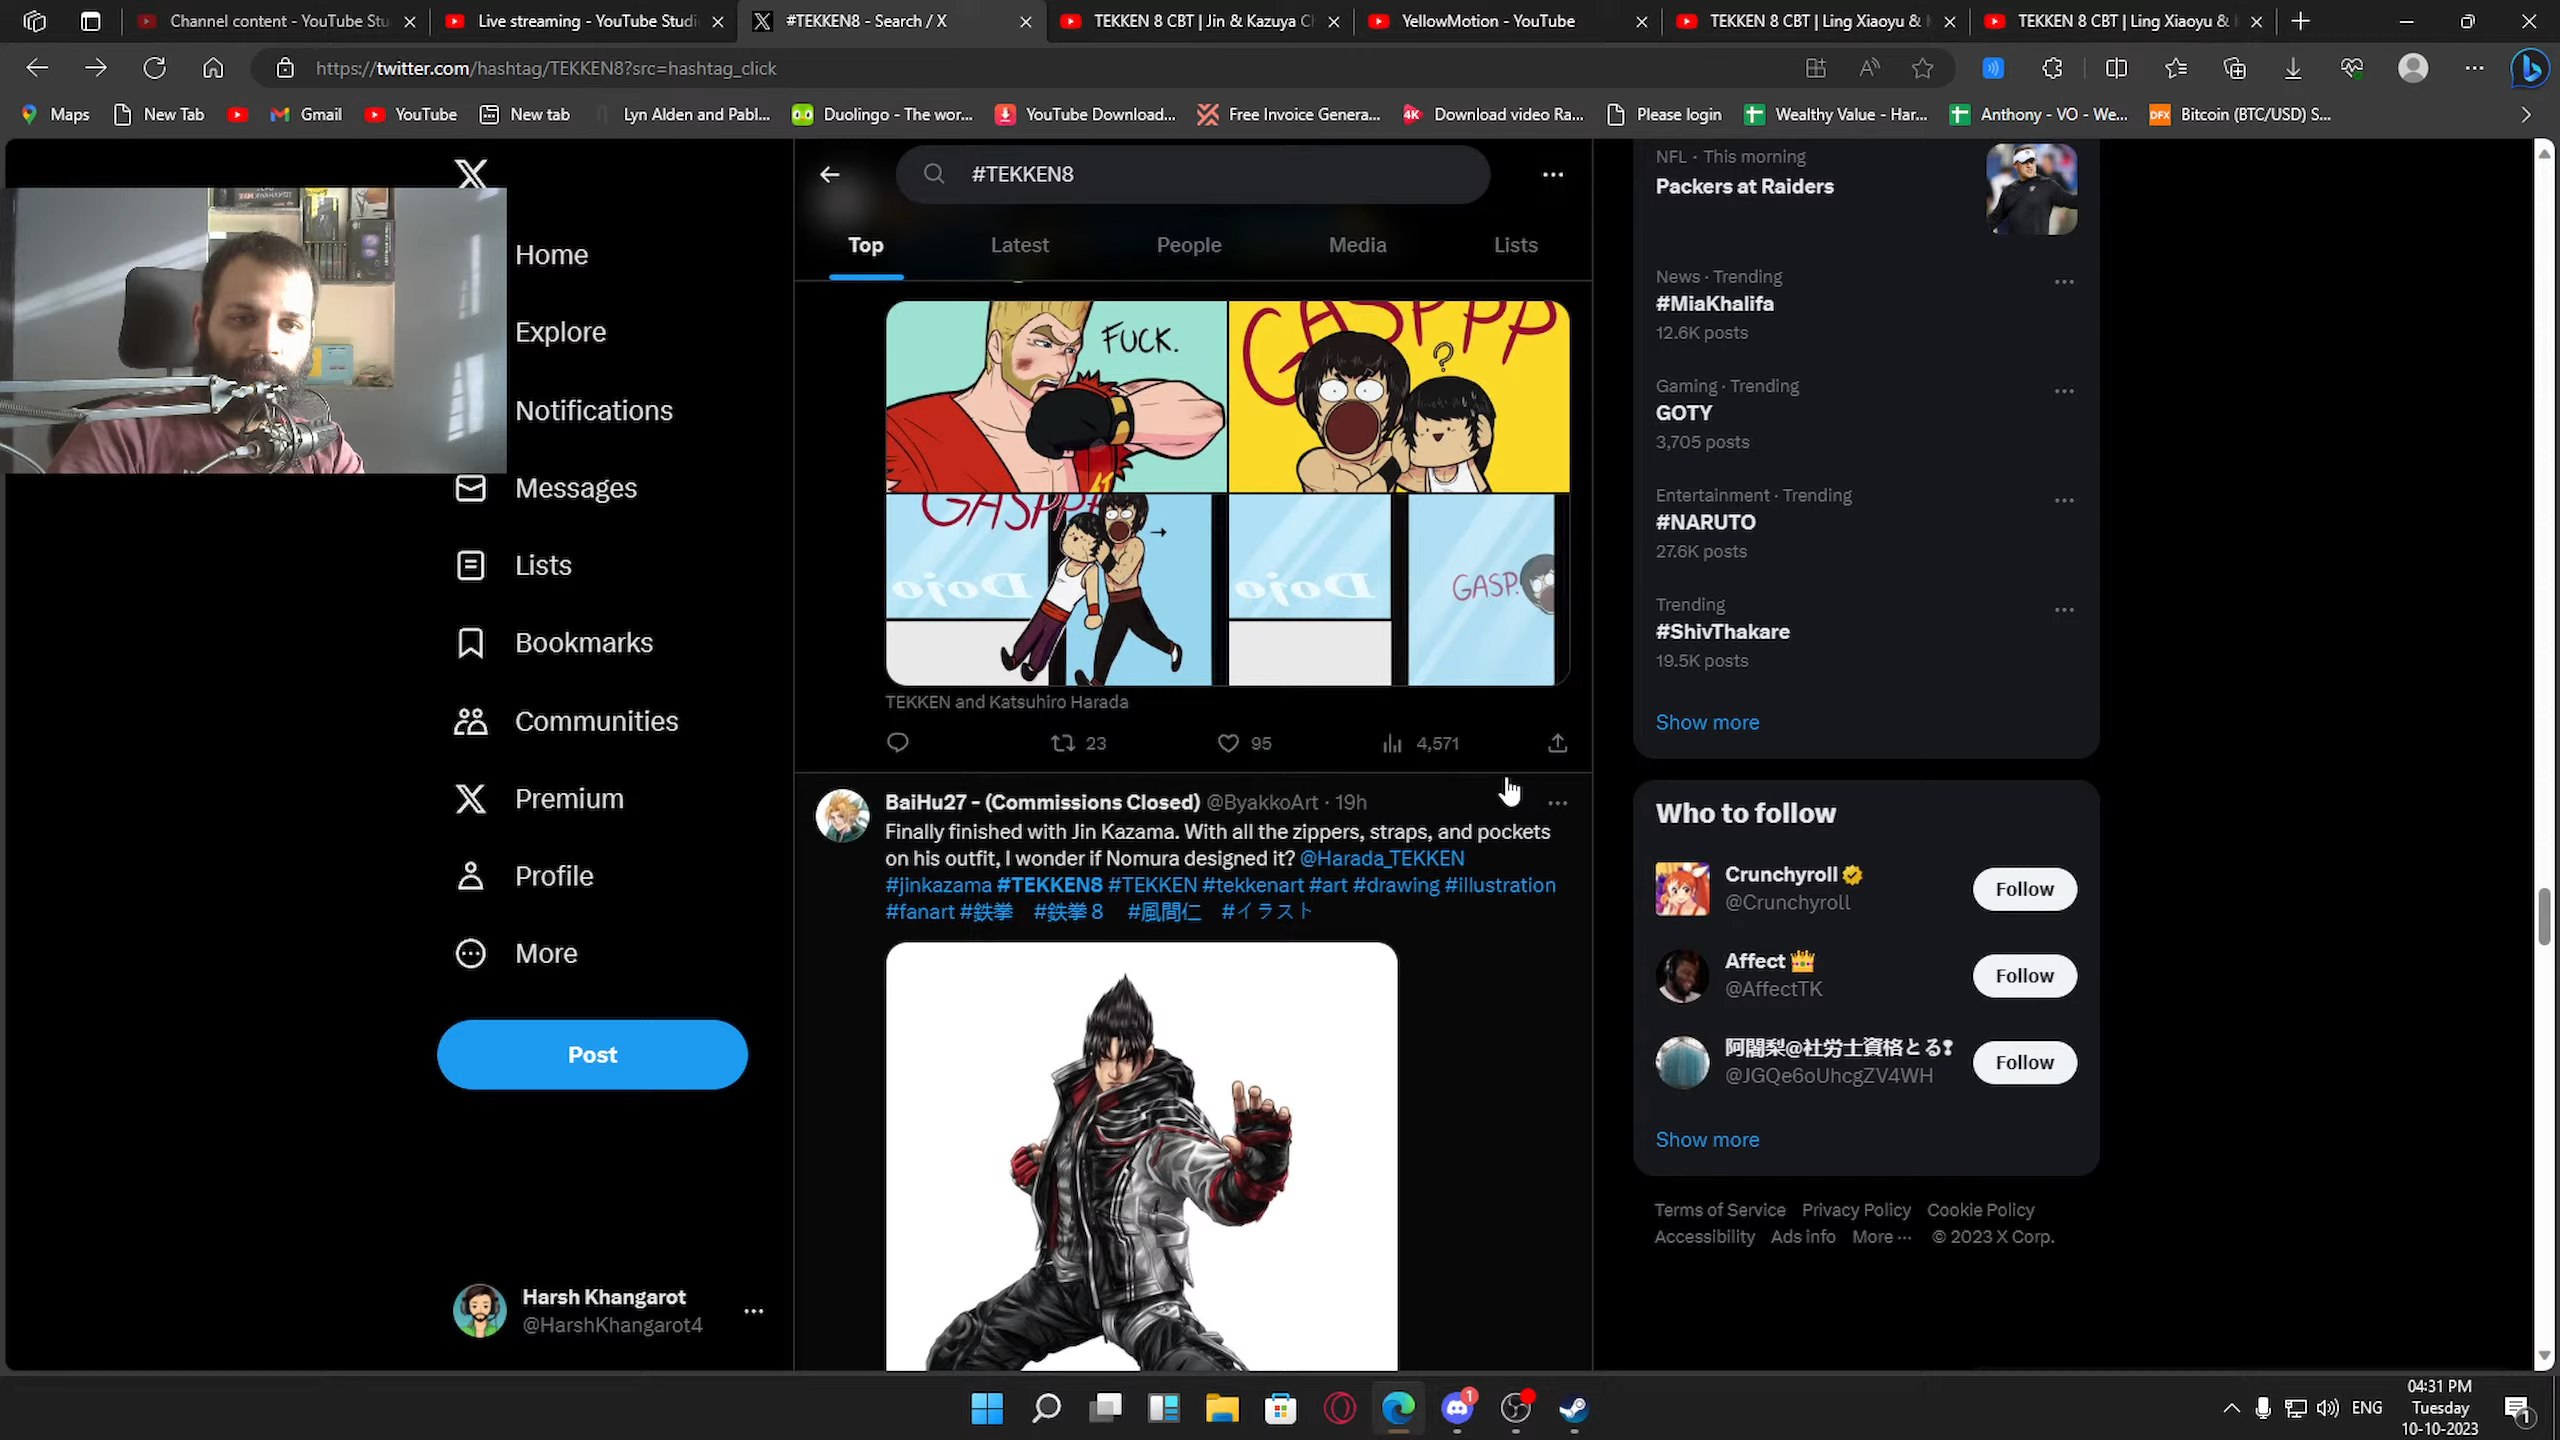 Channel content - YouTube Stu
Live streaming - YouTube Studi
#TEKKEN8 - Search / X
TEKKEN 8 CBT | Jin & Kazuya C
YellowMotion - YouTube
TEKKEN 8 CBT | Ling Xiaoyu &
TEKKEN 8 CBT | Ling Xiaoyu &
https://twitter.com/hashtag/TEKKEN8?src=hashtag_click
Maps
New Tab
Gmail
YouTube
New tab
Lyn Alden and Pabl...
Duolingo - The wor...
YouTube Download...
Free Invoice Genera...
4K Download video Ra...
Please login
Wealthy Value - Har...
Anthony - VO - We...
DFX Bitcoin (BTC/USD) S...
Home
Explore
Notifications
Messages
Lists
Bookmarks
Communities
Premium
Profile
More
Post
Harsh Khangarot
@HarshKhangarot4
#TEKKEN8
Top
Latest
People
Media
Lists
FUCK.
GASPPP
?
GASPPP
Dojo
Dojo
GASP.
TEKKEN and Katsuhiro Harada
23
95
4,571
BaiHu27 - (Commissions Closed) @ByakkoArt · 19h
Finally finished with Jin Kazama. With all the zippers, straps, and pockets
on his outfit, I wonder if Nomura designed it? @Harada_TEKKEN
#jinkazama #TEKKEN8 #TEKKEN #tekkenart #art #drawing #illustration
#fanart #鉄拳 #鉄拳8 #風間仁 #イラスト
NFL · This morning
Packers at Raiders
News · Trending
#MiaKhalifa
12.6K posts
Gaming · Trending
GOTY
3,705 posts
Entertainment · Trending
#NARUTO
27.6K posts
Trending
#ShivThakare
19.5K posts
Show more
Who to follow
Crunchyroll
@Crunchyroll
Follow
Affect
@AffectTK
Follow
阿闍梨@社労士資格とる❢
@JGQe6oUhcgZV4WH
Follow
Show more
Terms of Service Privacy Policy Cookie Policy
Accessibility Ads info More ··· © 2023 X Corp.
1
ENG
04:31 PM
Tuesday
10-10-2023
1